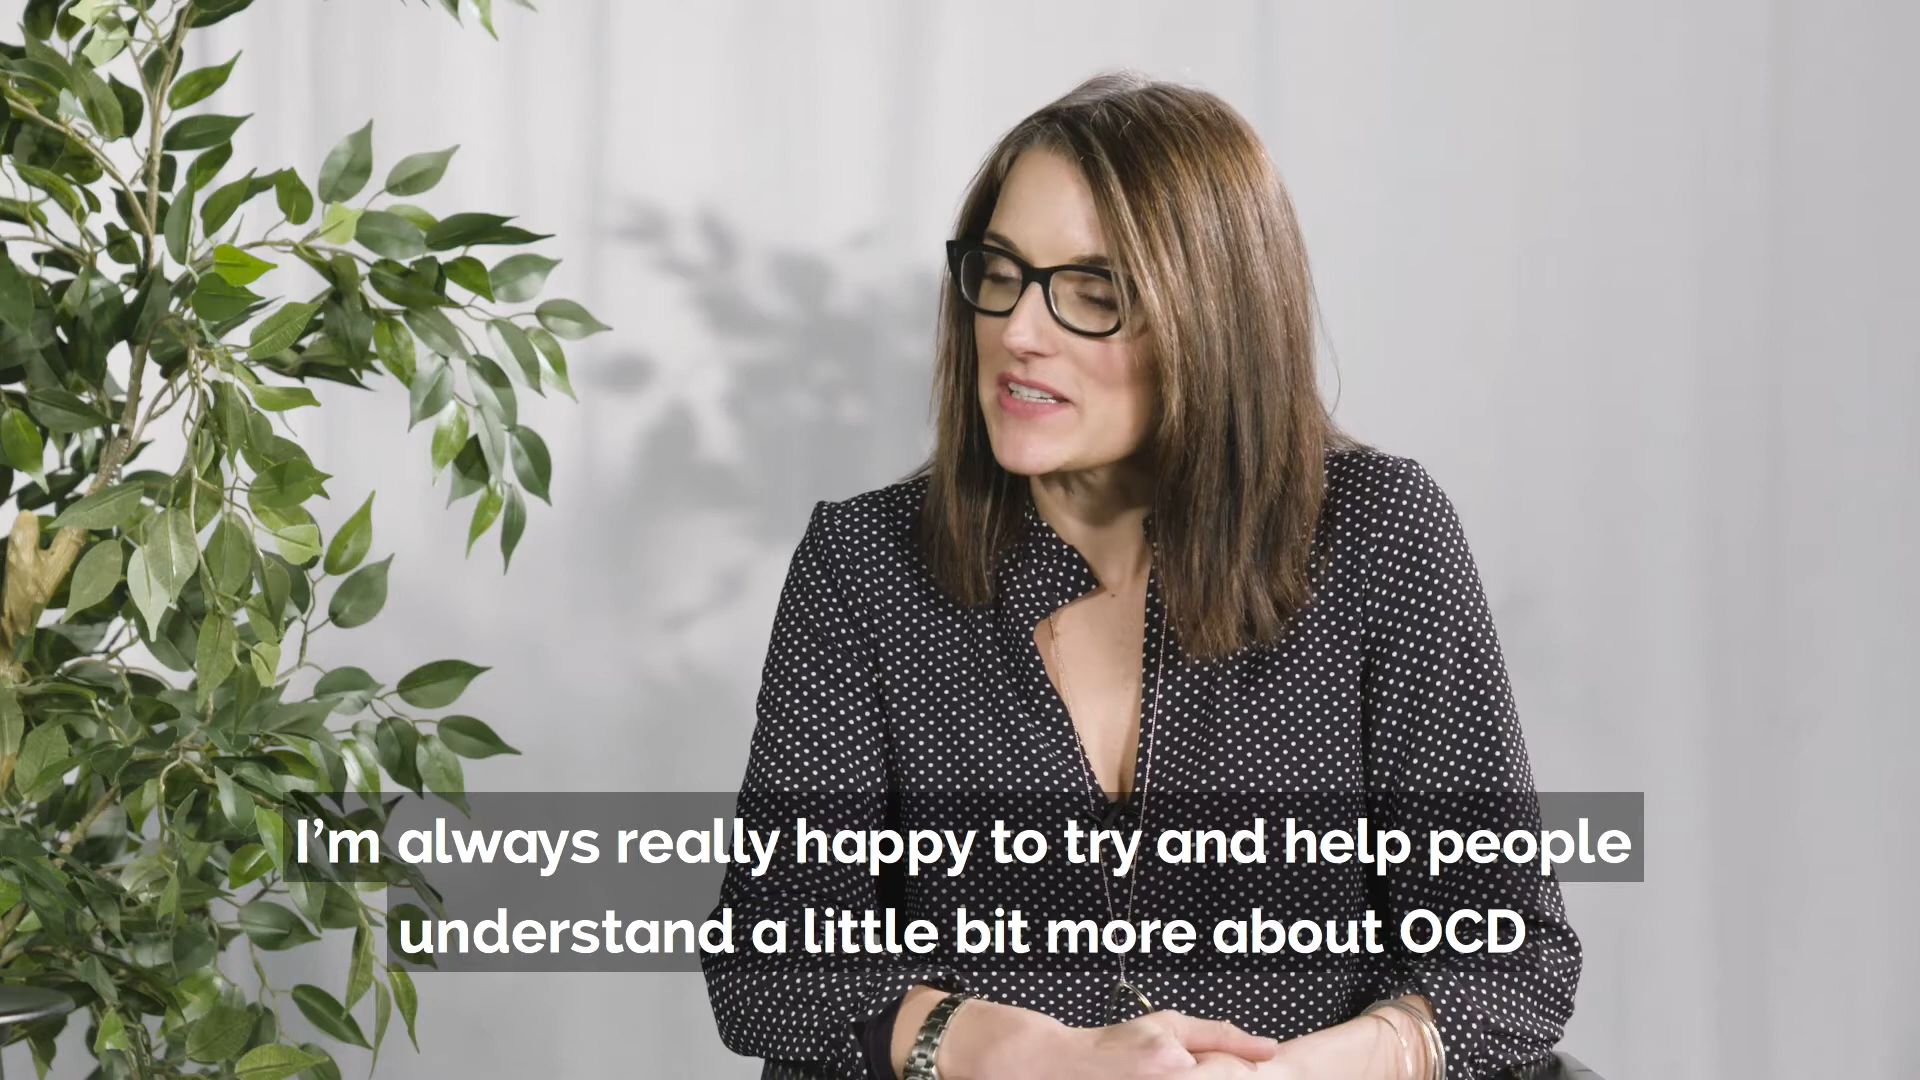 I’m always really happy to try and help people
understand a little bit more about OCD